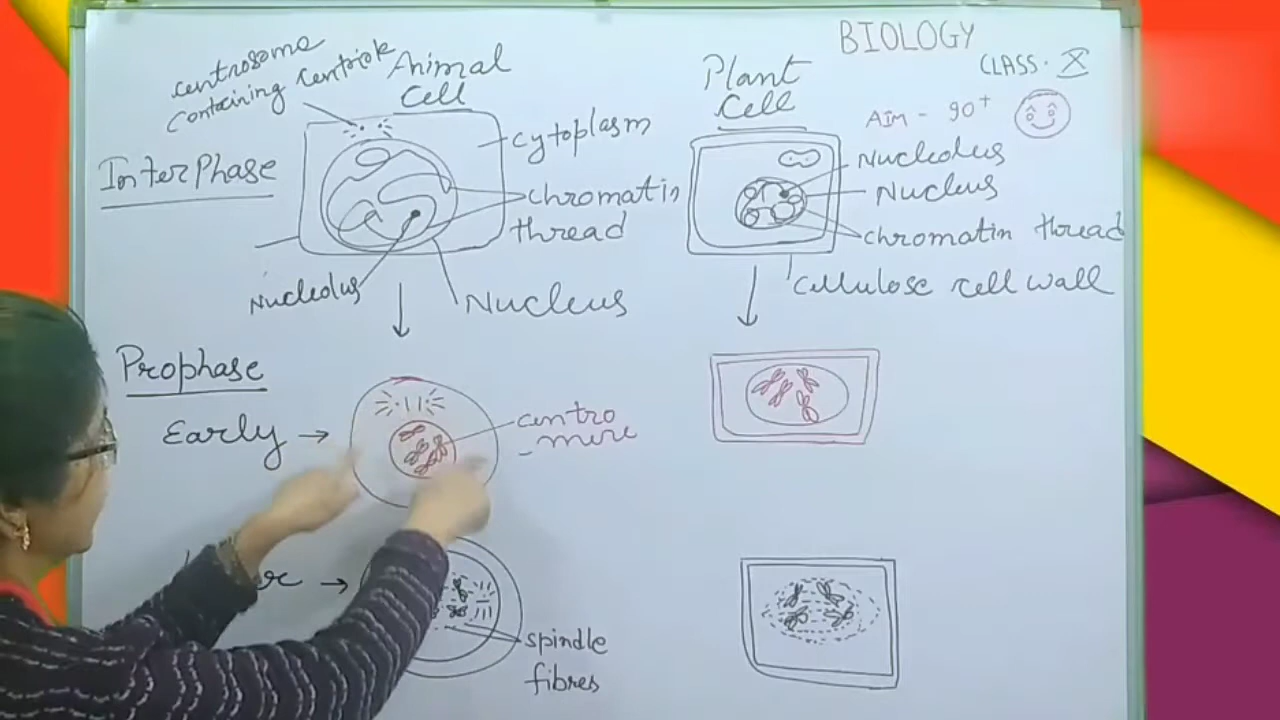 BIOLOGY
CLASS. X
Aim - 90+
centrosome
containing centriole
Animal
Cell
Plant
Cell
InterPhase
cytoplasm
chromatin
thread
Nucleolus
Nucleus
Nucleolus
Nucleus
chromatin thread
cellulose cell wall
Prophase
Early →
centro
mere
→
spindle
fibres